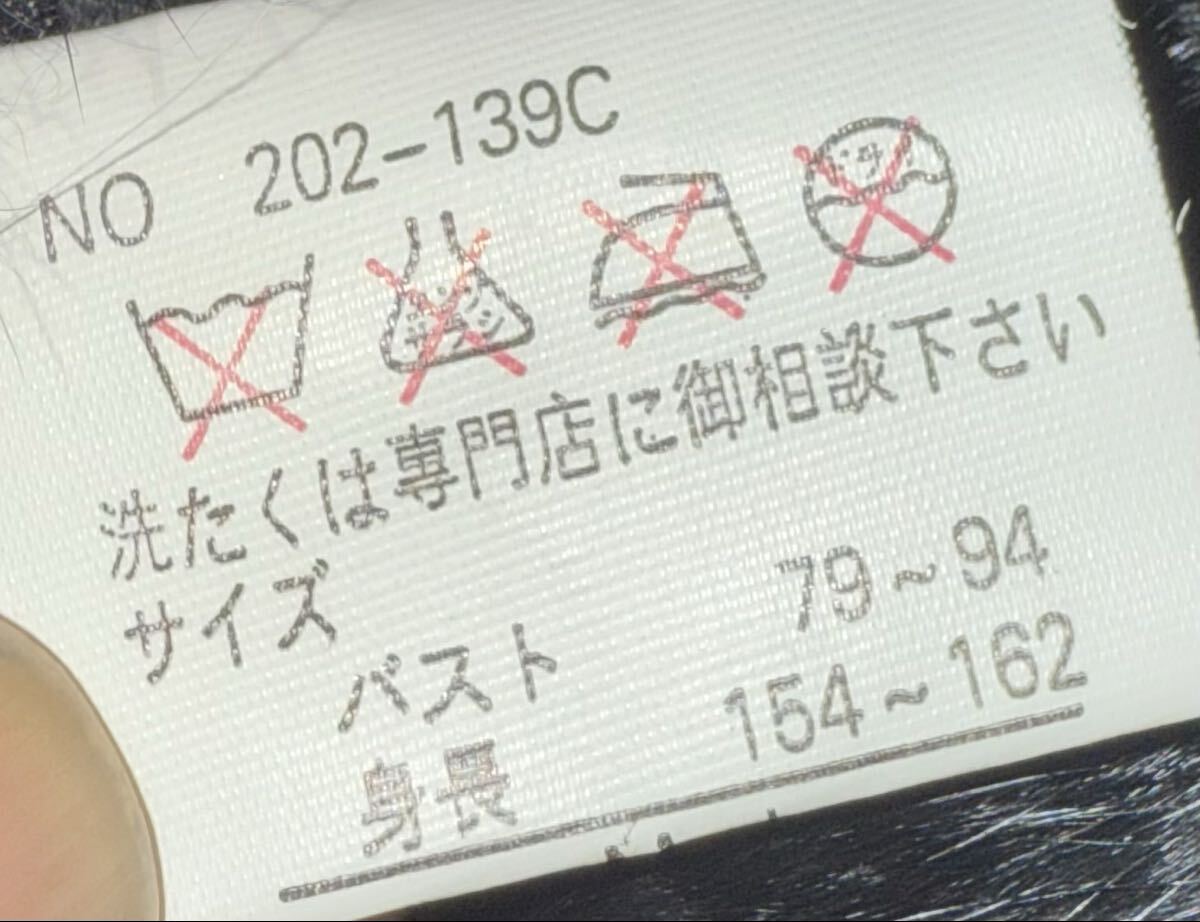 NO 202-139C
洗たくは専門店に御相談下さい
サイズ
バスト 79~94
身長 154~162